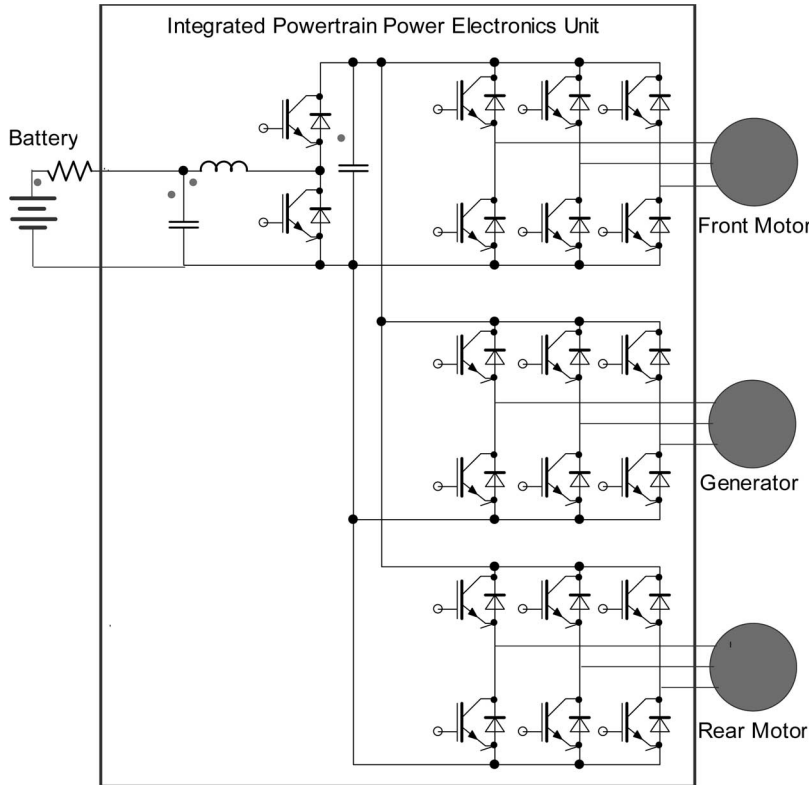 Integrated Powertrain Power Electronics Unit
Battery
Front Motor
Generator
Rear Motor